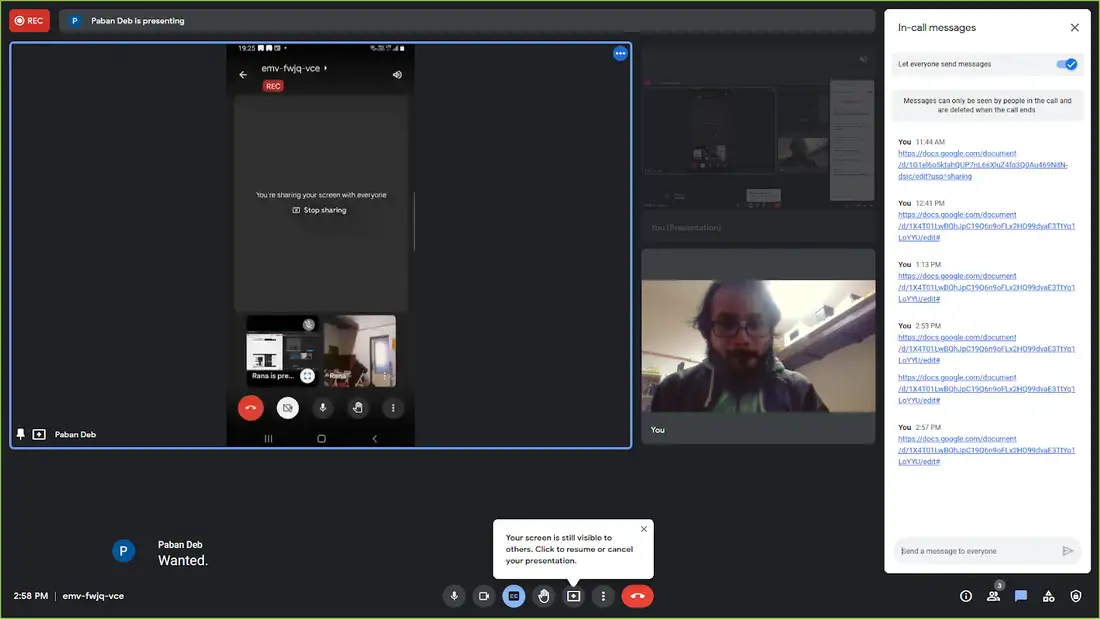 REC
P
Paban Deb is presenting
19:25
emv-fwjq-vce
REC
You're sharing your screen with everyone
Stop sharing
Rana is pre...
Rana
Paban Deb
You (Presentation)
You
P
Paban Deb
Wanted.
Your screen is still visible to
others. Click to resume or cancel
your presentation.
2:58 PM
emv-fwjq-vce
In-call messages
Let everyone send messages
Messages can only be seen by people in the call and
are deleted when the call ends
You 11:44 AM
https://docs.google.com/document
dsic/edit?usp=sharing
You 12:41 PM
https://docs.google.com/document
LoYYU/edit#
You 1:13 PM
https://docs.google.com/document
LoYYU/edit#
You 2:53 PM
https://docs.google.com/document
LoYYU/edit#
https://docs.google.com/document
LoYYU/edit#
You 2:57 PM
https://docs.google.com/document
LoYYU/edit#
Send a message to everyone
3